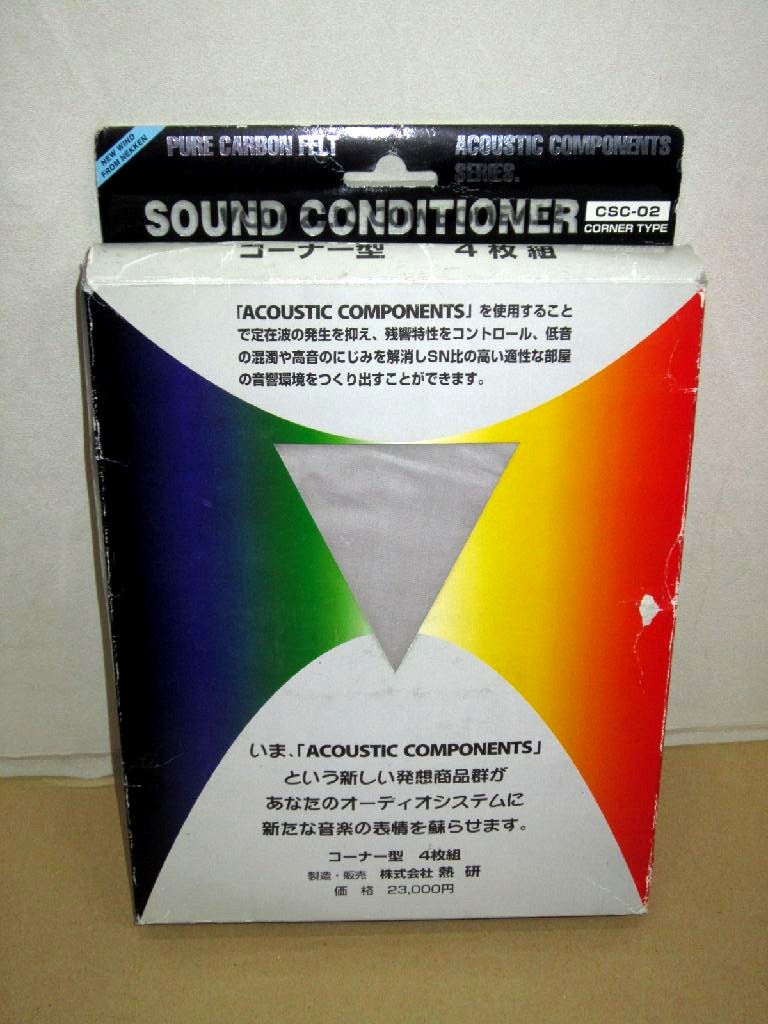 NEW WIND
FROM NEKKEN
PURE CARBON FELT
ACOUSTIC COMPONENTS
SERIES.
SOUND CONDITIONER
CSC-02
CORNER TYPE
コーナー型 4枚組
「ACOUSTIC COMPONENTS」を使用すること
で定在波の発生を抑え、残響特性をコントロール、低音
の混濁や高音のにじみを解消しSN比の高い適性な部屋
の音響環境をつくり出すことができます。
いま、「ACOUSTIC COMPONENTS」
という新しい発想商品群が
あなたのオーディオシステムに
新たな音楽の表情を蘇らせます。
コーナー型 4枚組
製造・販売 株式会社 熱研
価格 23,000円